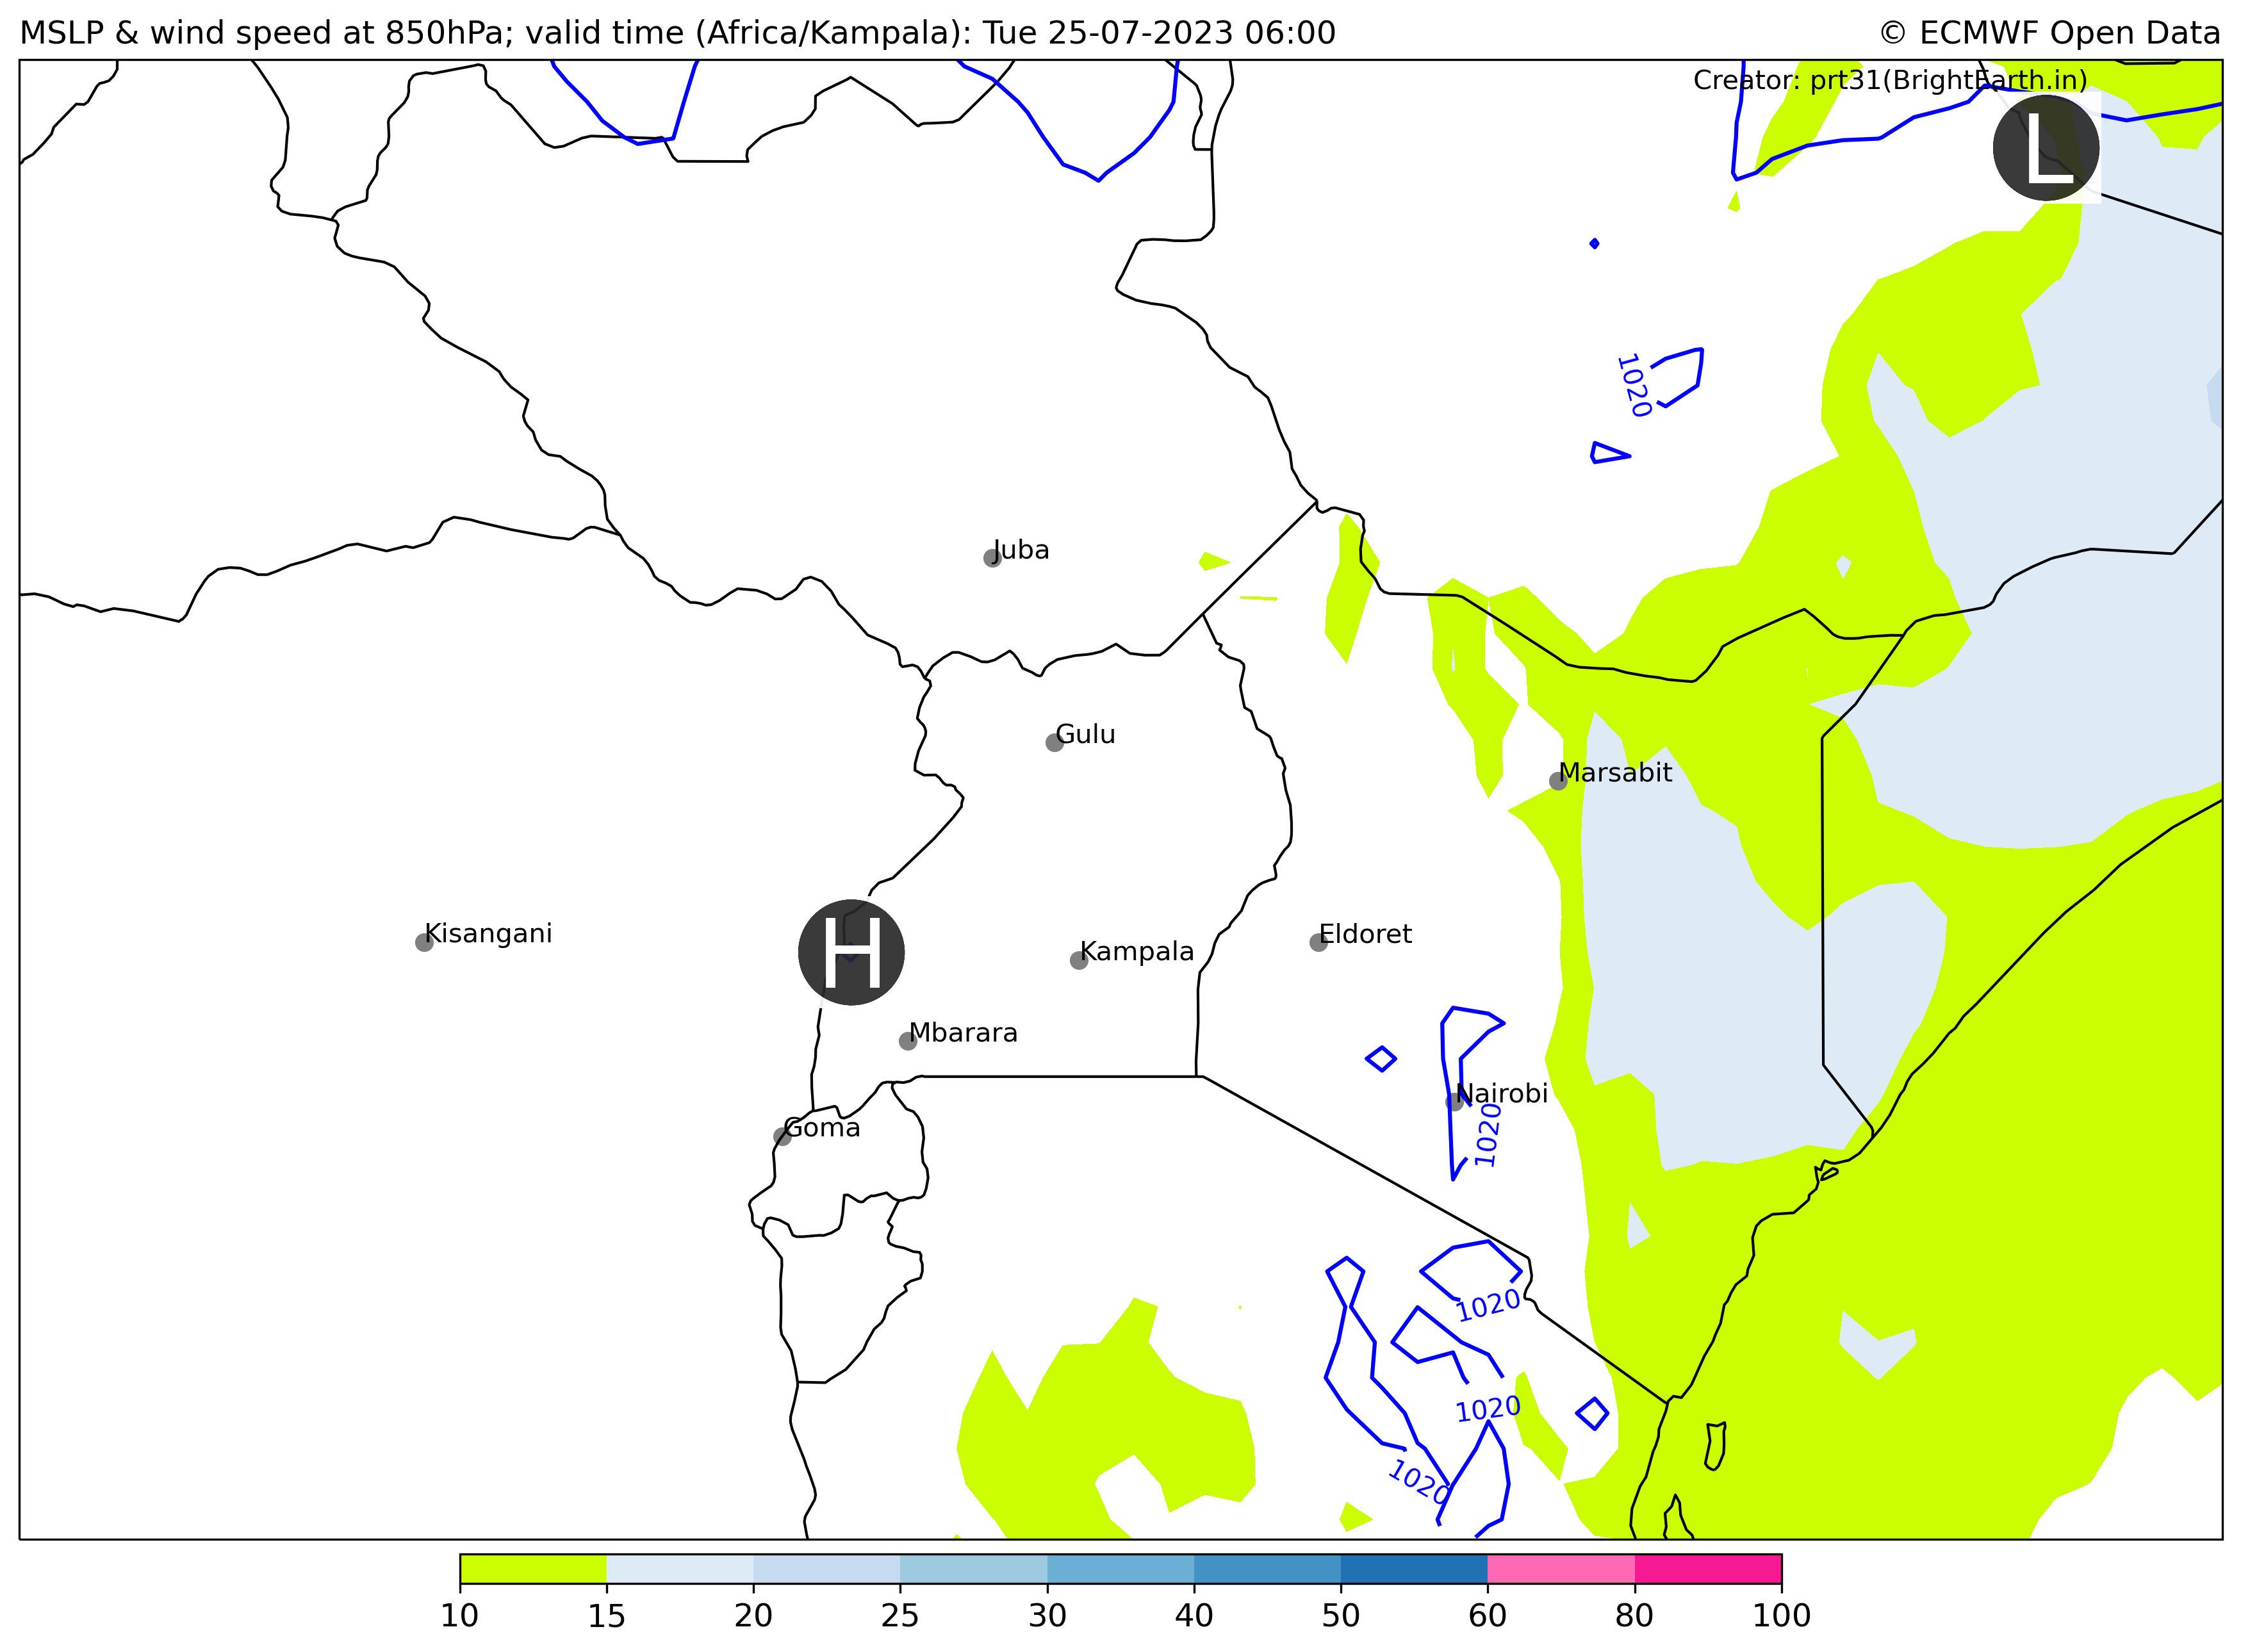 MSLP & wind speed at 850hPa; valid time (Africa/Kampala): Tue 25-07-2023 06:00
© ECMWF Open Data
Creator: prt31(BrightEarth.in)
L
1020
Juba
Gulu
Marsabit
Kisangani
H
Kampala
Eldoret
Mbarara
Nairobi
1020
Goma
1020
1020
1020
10 15 20 25 30 40 50 60 80 100